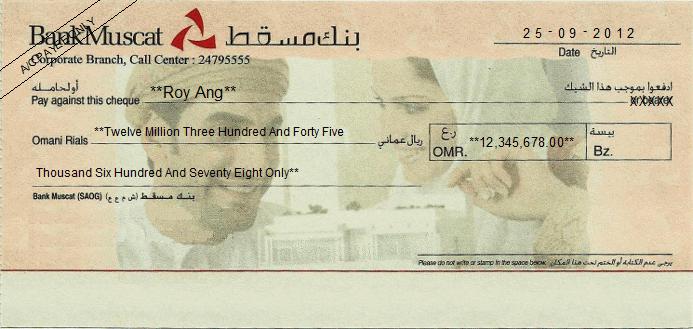 A/C PAYEE ONLY
BankMuscat بنك مسقط
Corporate Branch, Call Center : 24795555
25-09-2012
Date التاريخ
أو لحامله ادفعوا بموجب هذا الشيك
Pay against this cheque **Roy Ang** XXXXX
Omani Rials **Twelve Million Three Hundred And Forty Five ريال عماني
ر.ع بيسة
OMR. **12,345,678.00** Bz.
Thousand Six Hundred And Seventy Eight Only**
Bank Muscat (SAOG) بنك مسقط (ش م ع ع)
Please do not write or stamp in the space below. يرجى عدم الكتابة أو الختم تحت هذا المكان